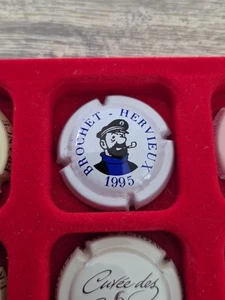 BROCHET - HERVIEUX
1995
Cuvée des